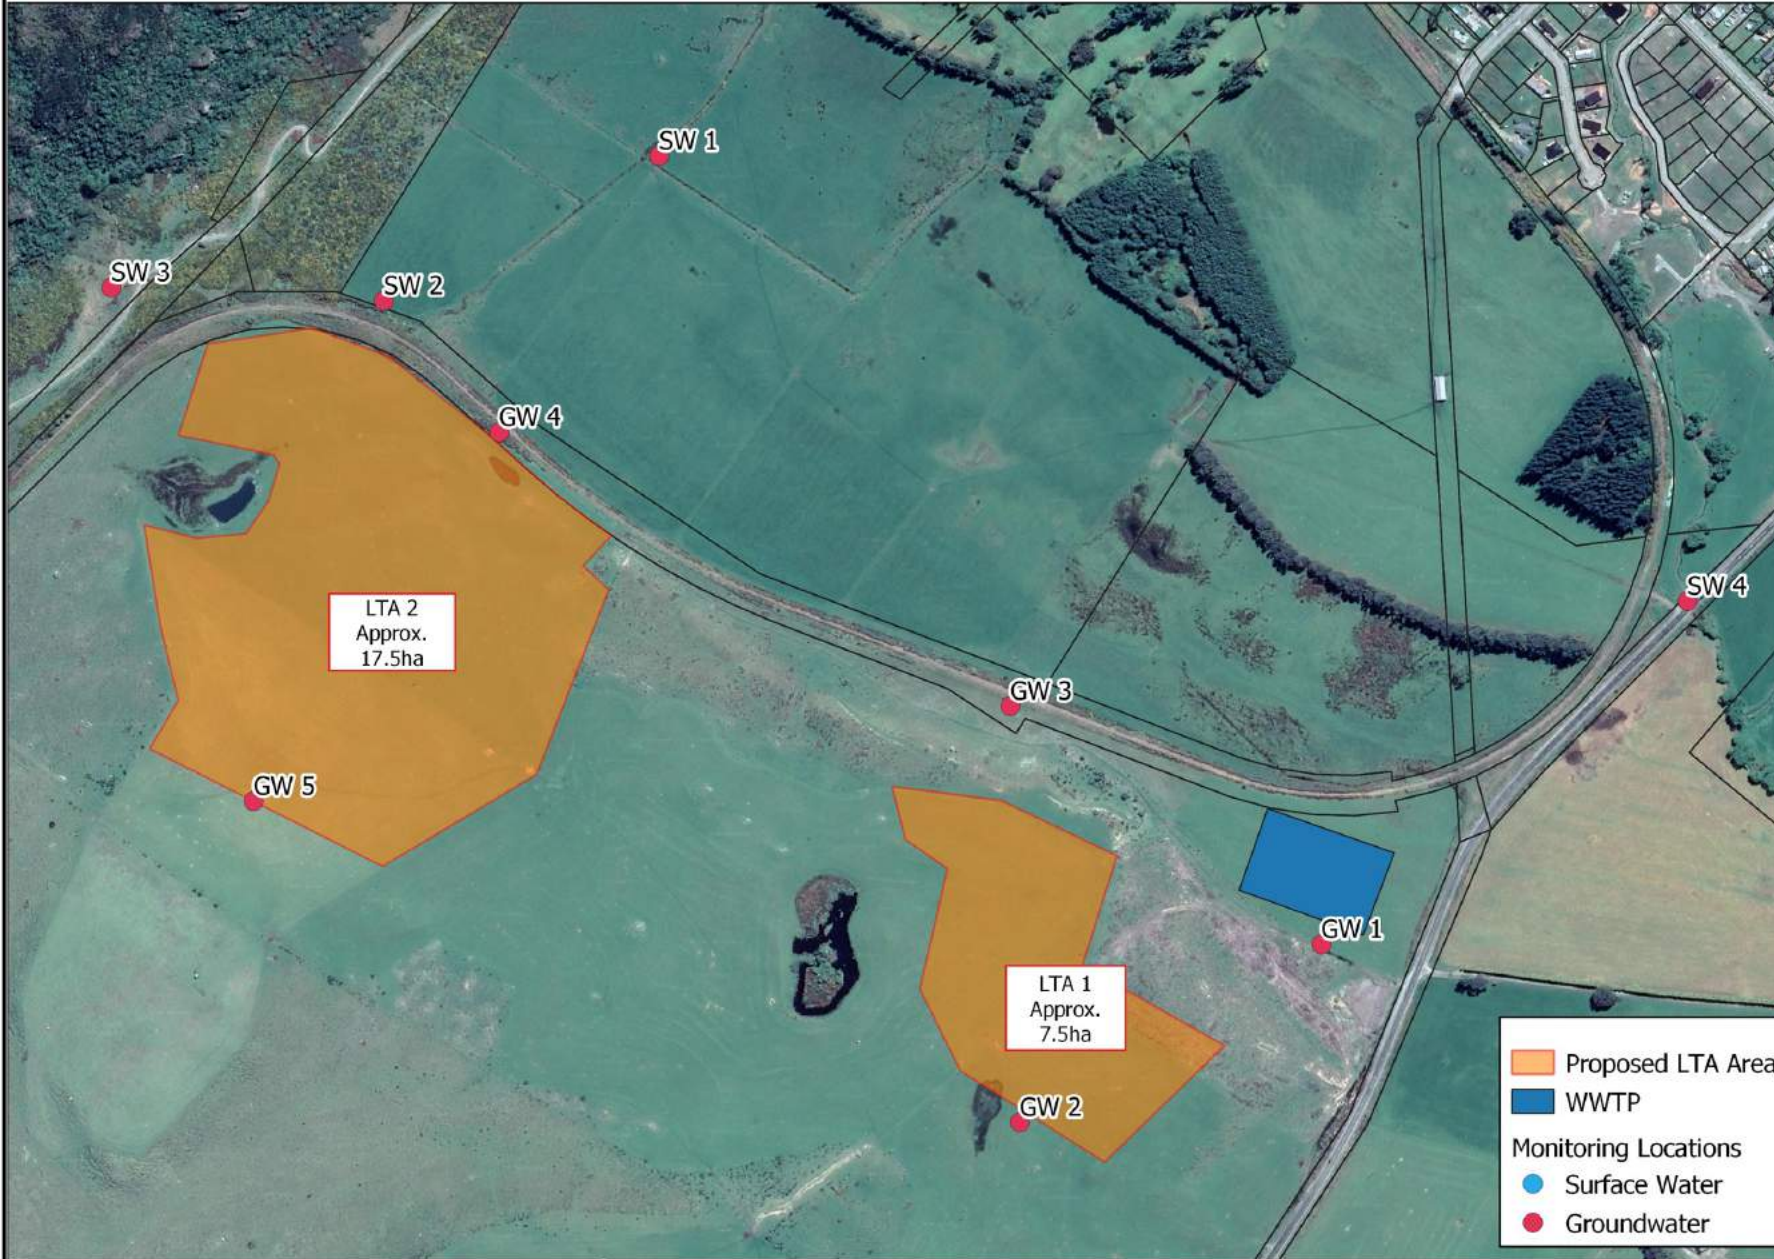 SW 1
SW 3
SW 2
GW 4
SW 4
LTA 2
Approx.
17.5ha
GW 3
GW 5
GW 1
LTA 1
Approx.
7.5ha
GW 2
Proposed LTA Area
WWTP
Monitoring Locations
Surface Water
Groundwater